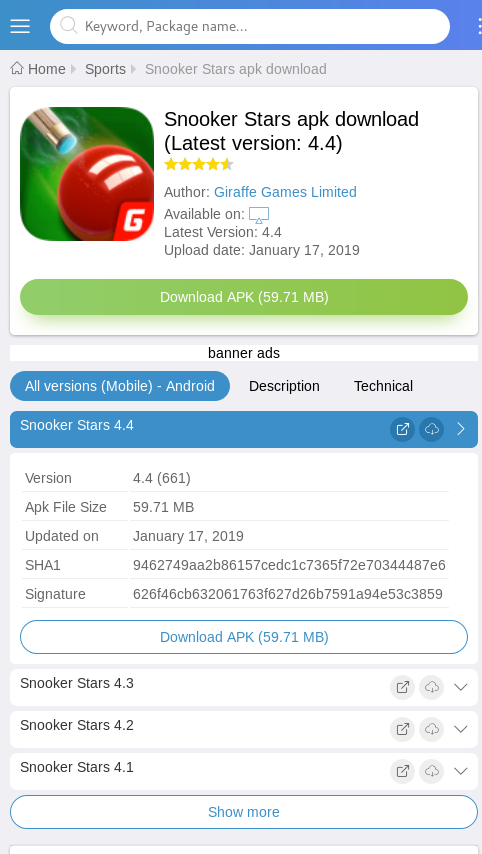 Keyword, Package name...
Home Sports Snooker Stars apk download
Snooker Stars apk download
(Latest version: 4.4)
G
Author: Giraffe Games Limited
Available on:
Latest Version: 4.4
Upload date: January 17, 2019
Download APK (59.71 MB)
banner ads
All versions (Mobile) - Android Description Technical
Snooker Stars 4.4
Version 4.4 (661)
Apk File Size 59.71 MB
Updated on January 17, 2019
SHA1 9462749aa2b86157cedc1c7365f72e70344487e6
Signature 626f46cb632061763f627d26b7591a94e53c3859
Download APK (59.71 MB)
Snooker Stars 4.3
Snooker Stars 4.2
Snooker Stars 4.1
Show more